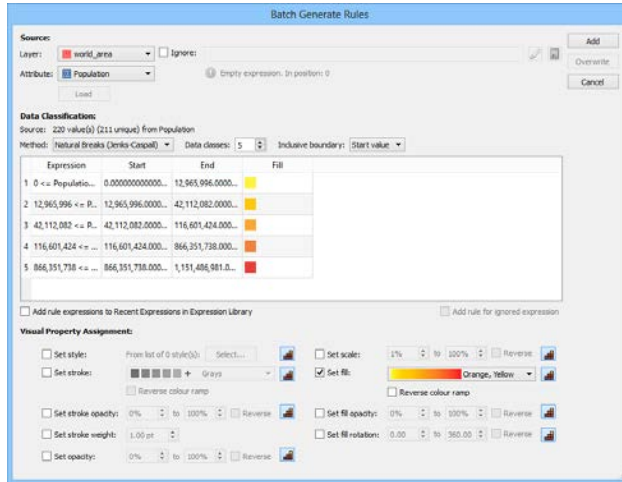 Batch Generate Rules
Source:
Layer: world_area Ignore: Add
Overwrite
Attribute: Population Empty expression. In position: 0
Cancel
Load
Data Classification:
Source: 220 value(s) (211 unique) from Population
Method: Natural Breaks (Jenks-Caspall) Data classes: 5 Inclusive boundary: Start value
Expression Start End Fill
1 0 <= Populatio... 0.000000000000... 12,965,996.0000...
2 12,965,996 <= P... 12,965,996.0000... 42,112,082.0000...
3 42,112,082 <= P... 42,112,082.0000... 116,601,424.000...
4 116,601,424 <= ... 116,601,424.000... 866,351,738.000...
5 866,351,738 <= ... 866,351,738.000... 1,151,486,981.0...
Add rule expressions to Recent Expressions in Expression Library Add rule for ignored expression
Visual Property Assignment:
Set style: From list of 0 style(s): Select... Set scale: 1% to 100% Reverse
Set stroke: + Grays Set fill: Orange, Yellow
Reverse colour ramp Reverse colour ramp
Set stroke opacity: 0% to 100% Reverse Set fill opacity: 0% to 100% Reverse
Set stroke weight: 1.00 pt Set fill rotation: 0.00 to 360.00 Reverse
Set opacity: 0% to 100% Reverse